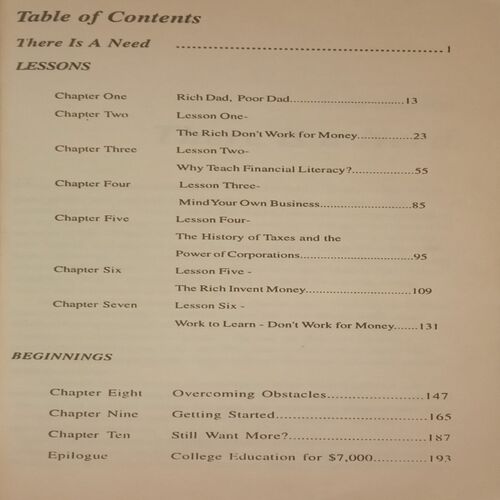 Table of Contents
There Is A Need ........................................................ 1
LESSONS
Chapter One Rich Dad, Poor Dad..............................13
Chapter Two Lesson One-
The Rich Don't Work for Money..............23
Chapter Three Lesson Two-
Why Teach Financial Literacy?................55
Chapter Four Lesson Three-
Mind Your Own Business........................85
Chapter Five Lesson Four-
The History of Taxes and the
Power of Corporations.............................95
Chapter Six Lesson Five -
The Rich Invent Money...........................109
Chapter Seven Lesson Six -
Work to Learn - Don't Work for Money......131
BEGINNINGS
Chapter Eight Overcoming Obstacles........................147
Chapter Nine Getting Started.....................................165
Chapter Ten Still Want More?..................................187
Epilogue College Education for $7,000.............193